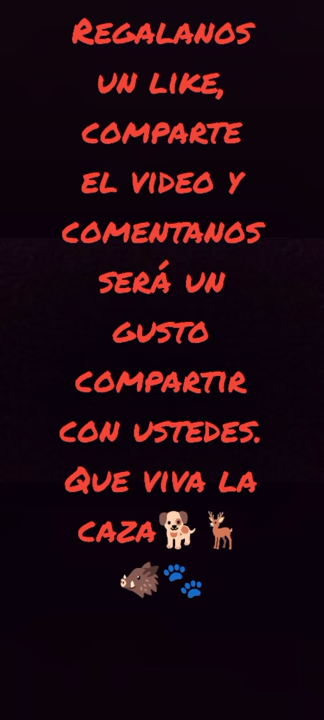 REGALANOS
UN LIKE,
COMPARTE
EL VIDEO Y
COMENTANOS
SERÁ UN
GUSTO
COMPARTIR
CON USTEDES.
QUE VIVA LA
CAZA🐶🦌
🐗🐾